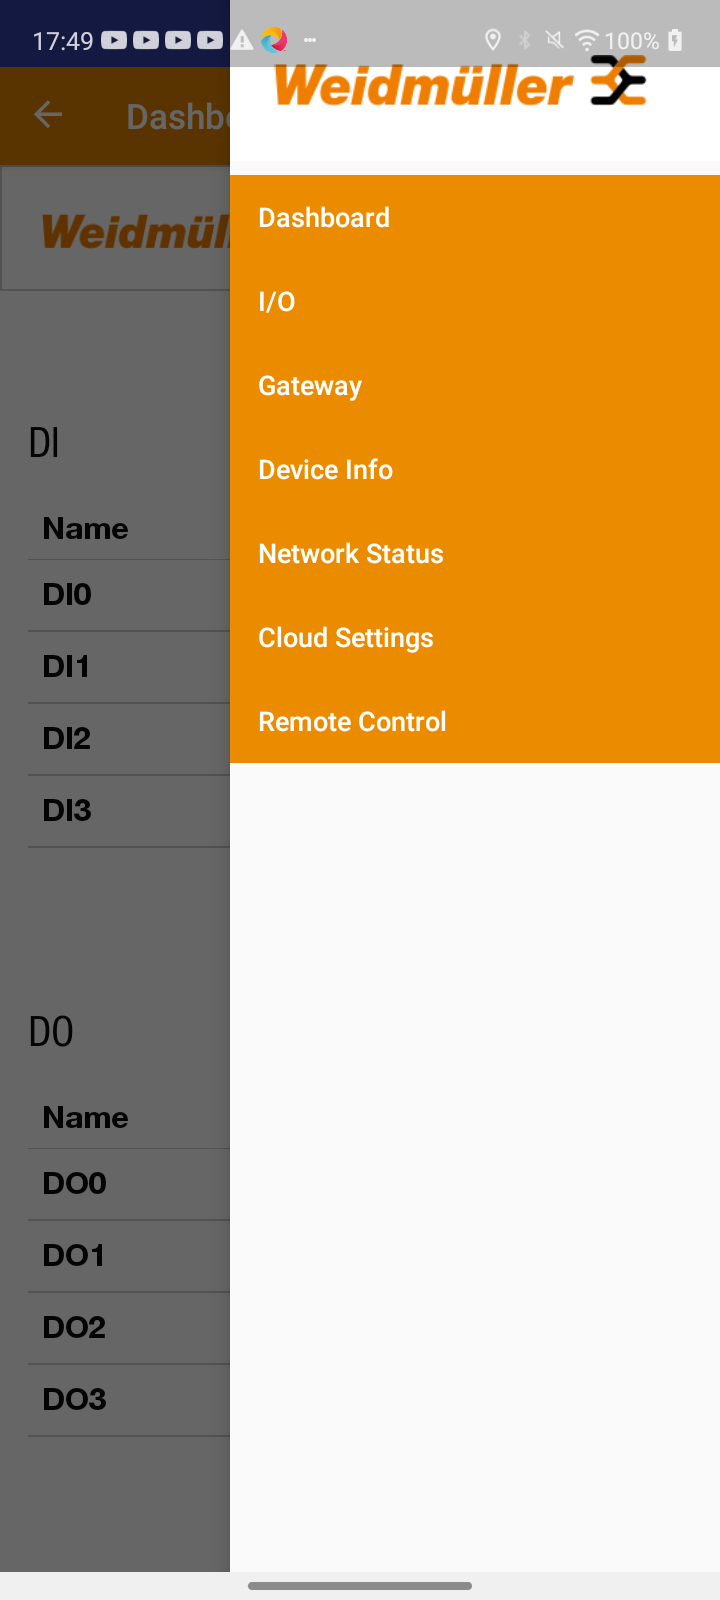 17:49
100%
Dashbo
Weidmüller
Weidmül
Dashboard
I/O
Gateway
Device Info
Network Status
Cloud Settings
Remote Control
DI
Name
DI0
DI1
DI2
DI3
DO
Name
DO0
DO1
DO2
DO3